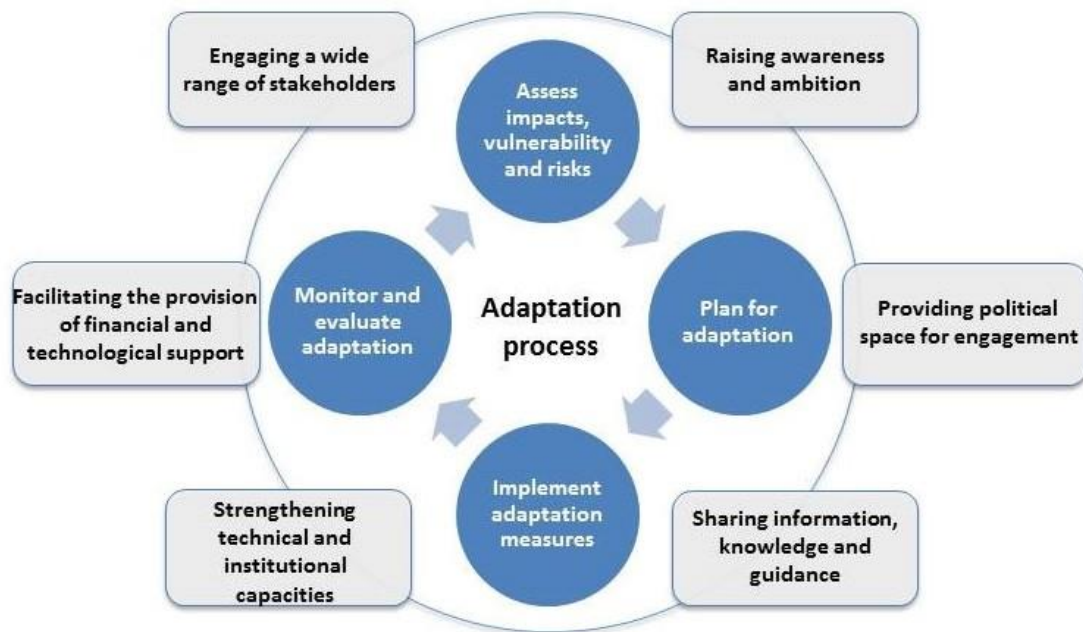 Engaging a wide
range of stakeholders
Raising awareness
and ambition
Assess
impacts,
vulnerability
and risks
Facilitating the provision
of financial and
technological support
Monitor and
evaluate
adaptation
Adaptation
process
Plan for
adaptation
Providing political
space for engagement
Implement
adaptation
measures
Strengthening
technical and
institutional
capacities
Sharing information,
knowledge and
guidance